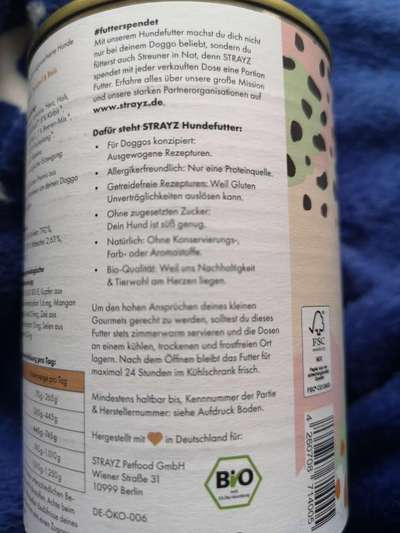 #futterspendet
Mit unserem Hundefutter machst du dich nicht
nur bei deinem Doggo beliebt, sondern du
fütterst auch Streuner in Not, denn STRAYZ
spendet mit jeder verkauften Dose eine Portion
Futter. Erfahre alles über unsere große Mission
und unsere starken Partnerorganisationen auf
www.strayz.de.
Dafür steht STRAYZ Hundefutter:
• Für Doggos konzipiert:
Ausgewogene Rezepturen.
• Allergikerfreundlich: Nur eine Proteinquelle.
• Getreidefreie Rezepturen: Weil Gluten
Unverträglichkeiten auslösen kann.
• Ohne zugesetzten Zucker:
Dein Hund ist süß genug.
• Natürlich: Ohne Konservierungs-,
Farb- oder Aromastoffe.
• Bio-Qualität: Weil uns Nachhaltigkeit
& Tierwohl am Herzen liegen.
Um den hohen Ansprüchen deines kleinen
Gourmets gerecht zu werden, solltest du dieses
Futter stets zimmerwarm servieren und die Dosen
an einem kühlen, trockenen und frostfreien Ort
lagern. Nach dem Öffnen bleibt das Futter für
maximal 24 Stunden im Kühlschrank frisch.
Mindestens haltbar bis, Kennnummer der Partie
& Herstellernummer: siehe Aufdruck Boden.
Hergestellt mit in Deutschland für:
STRAYZ Petfood GmbH
Wiener Straße 31
10999 Berlin
DE-ÖKO-006
Bio
FSC
MIX
4 260708 714005